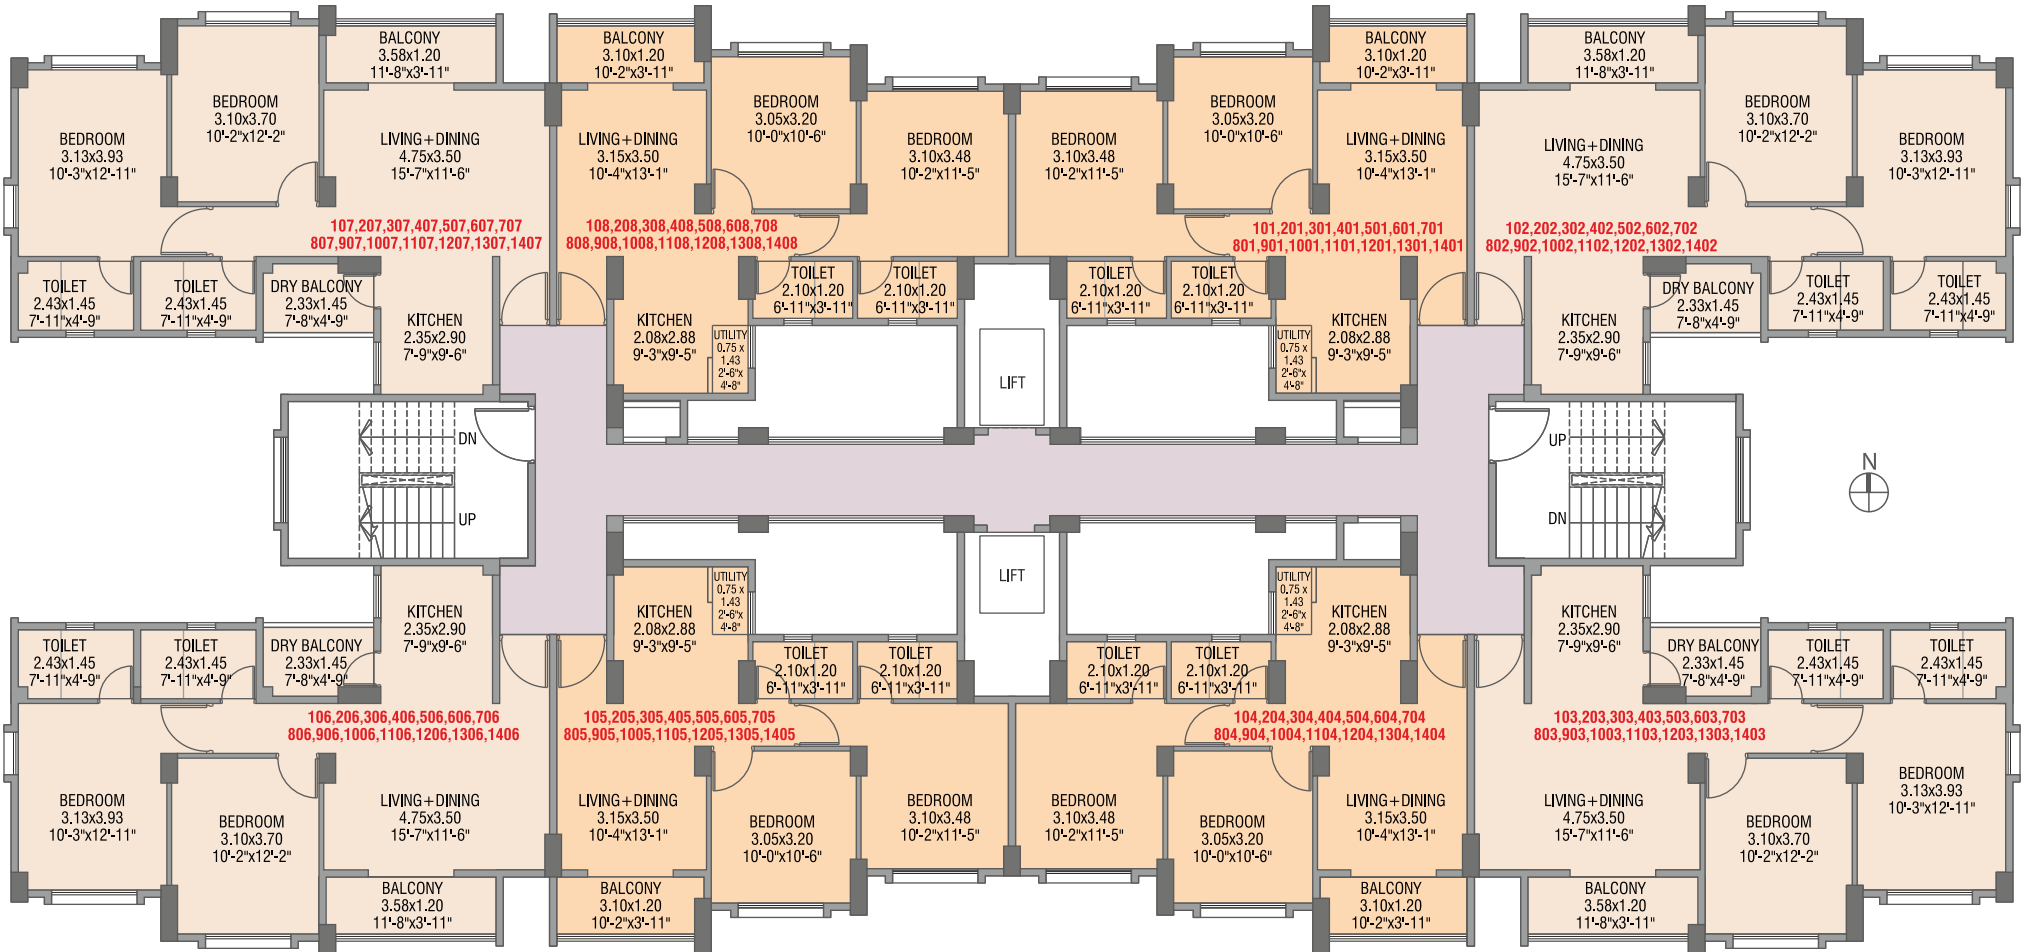 BALCONY
3.58x1.20
11'-8"x3'-11"
BEDROOM
3.10x3.70
10'-2"x12'-2"
BEDROOM
3.13x3.93
10'-3"x12'-11"
LIVING+DINING
4.75x3.50
15'-7"x11'-6"
107,207,307,407,507,607,707
807,907,1007,1107,1207,1307,1407
TOILET
2.43x1.45
7'-11"x4'-9"
TOILET
2.43x1.45
7'-11"x4'-9"
DRY BALCONY
2.33x1.45
7'-8"x4'-9"
KITCHEN
2.35x2.90
7'-9"x9'-6"
BALCONY
3.10x1.20
10'-2"x3'-11"
BEDROOM
3.05x3.20
10'-0"x10'-6"
LIVING+DINING
3.15x3.50
10'-4"x13'-1"
BEDROOM
3.10x3.48
10'-2"x11'-5"
108,208,308,408,508,608,708
808,908,1008,1108,1208,1308,1408
TOILET
2.10x1.20
6'-11"x3'-11"
TOILET
2.10x1.20
6'-11"x3'-11"
KITCHEN
2.08x2.88
9'-3"x9'-5"
UTILITY
0.75 x
1.43
2'-6"x
4'-8"
LIFT
BALCONY
3.10x1.20
10'-2"x3'-11"
BEDROOM
3.05x3.20
10'-0"x10'-6"
BEDROOM
3.10x3.48
10'-2"x11'-5"
LIVING+DINING
3.15x3.50
10'-4"x13'-1"
101,201,301,401,501,601,701
801,901,1001,1101,1201,1301,1401
TOILET
2.10x1.20
6'-11"x3'-11"
TOILET
2.10x1.20
6'-11"x3'-11"
KITCHEN
2.08x2.88
9'-3"x9'-5"
UTILITY
0.75 x
1.43
2'-6"x
4'-8"
BALCONY
3.58x1.20
11'-8"x3'-11"
BEDROOM
3.10x3.70
10'-2"x12'-2"
LIVING+DINING
4.75x3.50
15'-7"x11'-6"
BEDROOM
3.13x3.93
10'-3"x12'-11"
102,202,302,402,502,602,702
802,902,1002,1102,1202,1302,1402
DRY BALCONY
2.33x1.45
7'-8"x4'-9"
TOILET
2.43x1.45
7'-11"x4'-9"
TOILET
2.43x1.45
7'-11"x4'-9"
KITCHEN
2.35x2.90
7'-9"x9'-6"
DN
UP
UP
DN
N
KITCHEN
2.35x2.90
7'-9"x9'-6"
TOILET
2.43x1.45
7'-11"x4'-9"
TOILET
2.43x1.45
7'-11"x4'-9"
DRY BALCONY
2.33x1.45
7'-8"x4'-9"
106,206,306,406,506,606,706
806,906,1006,1106,1206,1306,1406
BEDROOM
3.13x3.93
10'-3"x12'-11"
BEDROOM
3.10x3.70
10'-2"x12'-2"
LIVING+DINING
4.75x3.50
15'-7"x11'-6"
BALCONY
3.58x1.20
11'-8"x3'-11"
KITCHEN
2.08x2.88
9'-3"x9'-5"
UTILITY
0.75 x
1.43
2'-6"x
4'-8"
LIFT
TOILET
2.10x1.20
6'-11"x3'-11"
TOILET
2.10x1.20
6'-11"x3'-11"
105,205,305,405,505,605,705
805,905,1005,1105,1205,1305,1405
LIVING+DINING
3.15x3.50
10'-4"x13'-1"
BEDROOM
3.05x3.20
10'-0"x10'-6"
BEDROOM
3.10x3.48
10'-2"x11'-5"
BALCONY
3.10x1.20
10'-2"x3'-11"
UTILITY
0.75 x
1.43
2'-6"x
4'-8"
KITCHEN
2.08x2.88
9'-3"x9'-5"
TOILET
2.10x1.20
6'-11"x3'-11"
TOILET
2.10x1.20
6'-11"x3'-11"
104,204,304,404,504,604,704
804,904,1004,1104,1204,1304,1404
BEDROOM
3.10x3.48
10'-2"x11'-5"
BEDROOM
3.05x3.20
10'-0"x10'-6"
LIVING+DINING
3.15x3.50
10'-4"x13'-1"
BALCONY
3.10x1.20
10'-2"x3'-11"
KITCHEN
2.35x2.90
7'-9"x9'-6"
DRY BALCONY
2.33x1.45
7'-8"x4'-9"
TOILET
2.43x1.45
7'-11"x4'-9"
TOILET
2.43x1.45
7'-11"x4'-9"
103,203,303,403,503,603,703
803,903,1003,1103,1203,1303,1403
LIVING+DINING
4.75x3.50
15'-7"x11'-6"
BEDROOM
3.10x3.70
10'-2"x12'-2"
BEDROOM
3.13x3.93
10'-3"x12'-11"
BALCONY
3.58x1.20
11'-8"x3'-11"